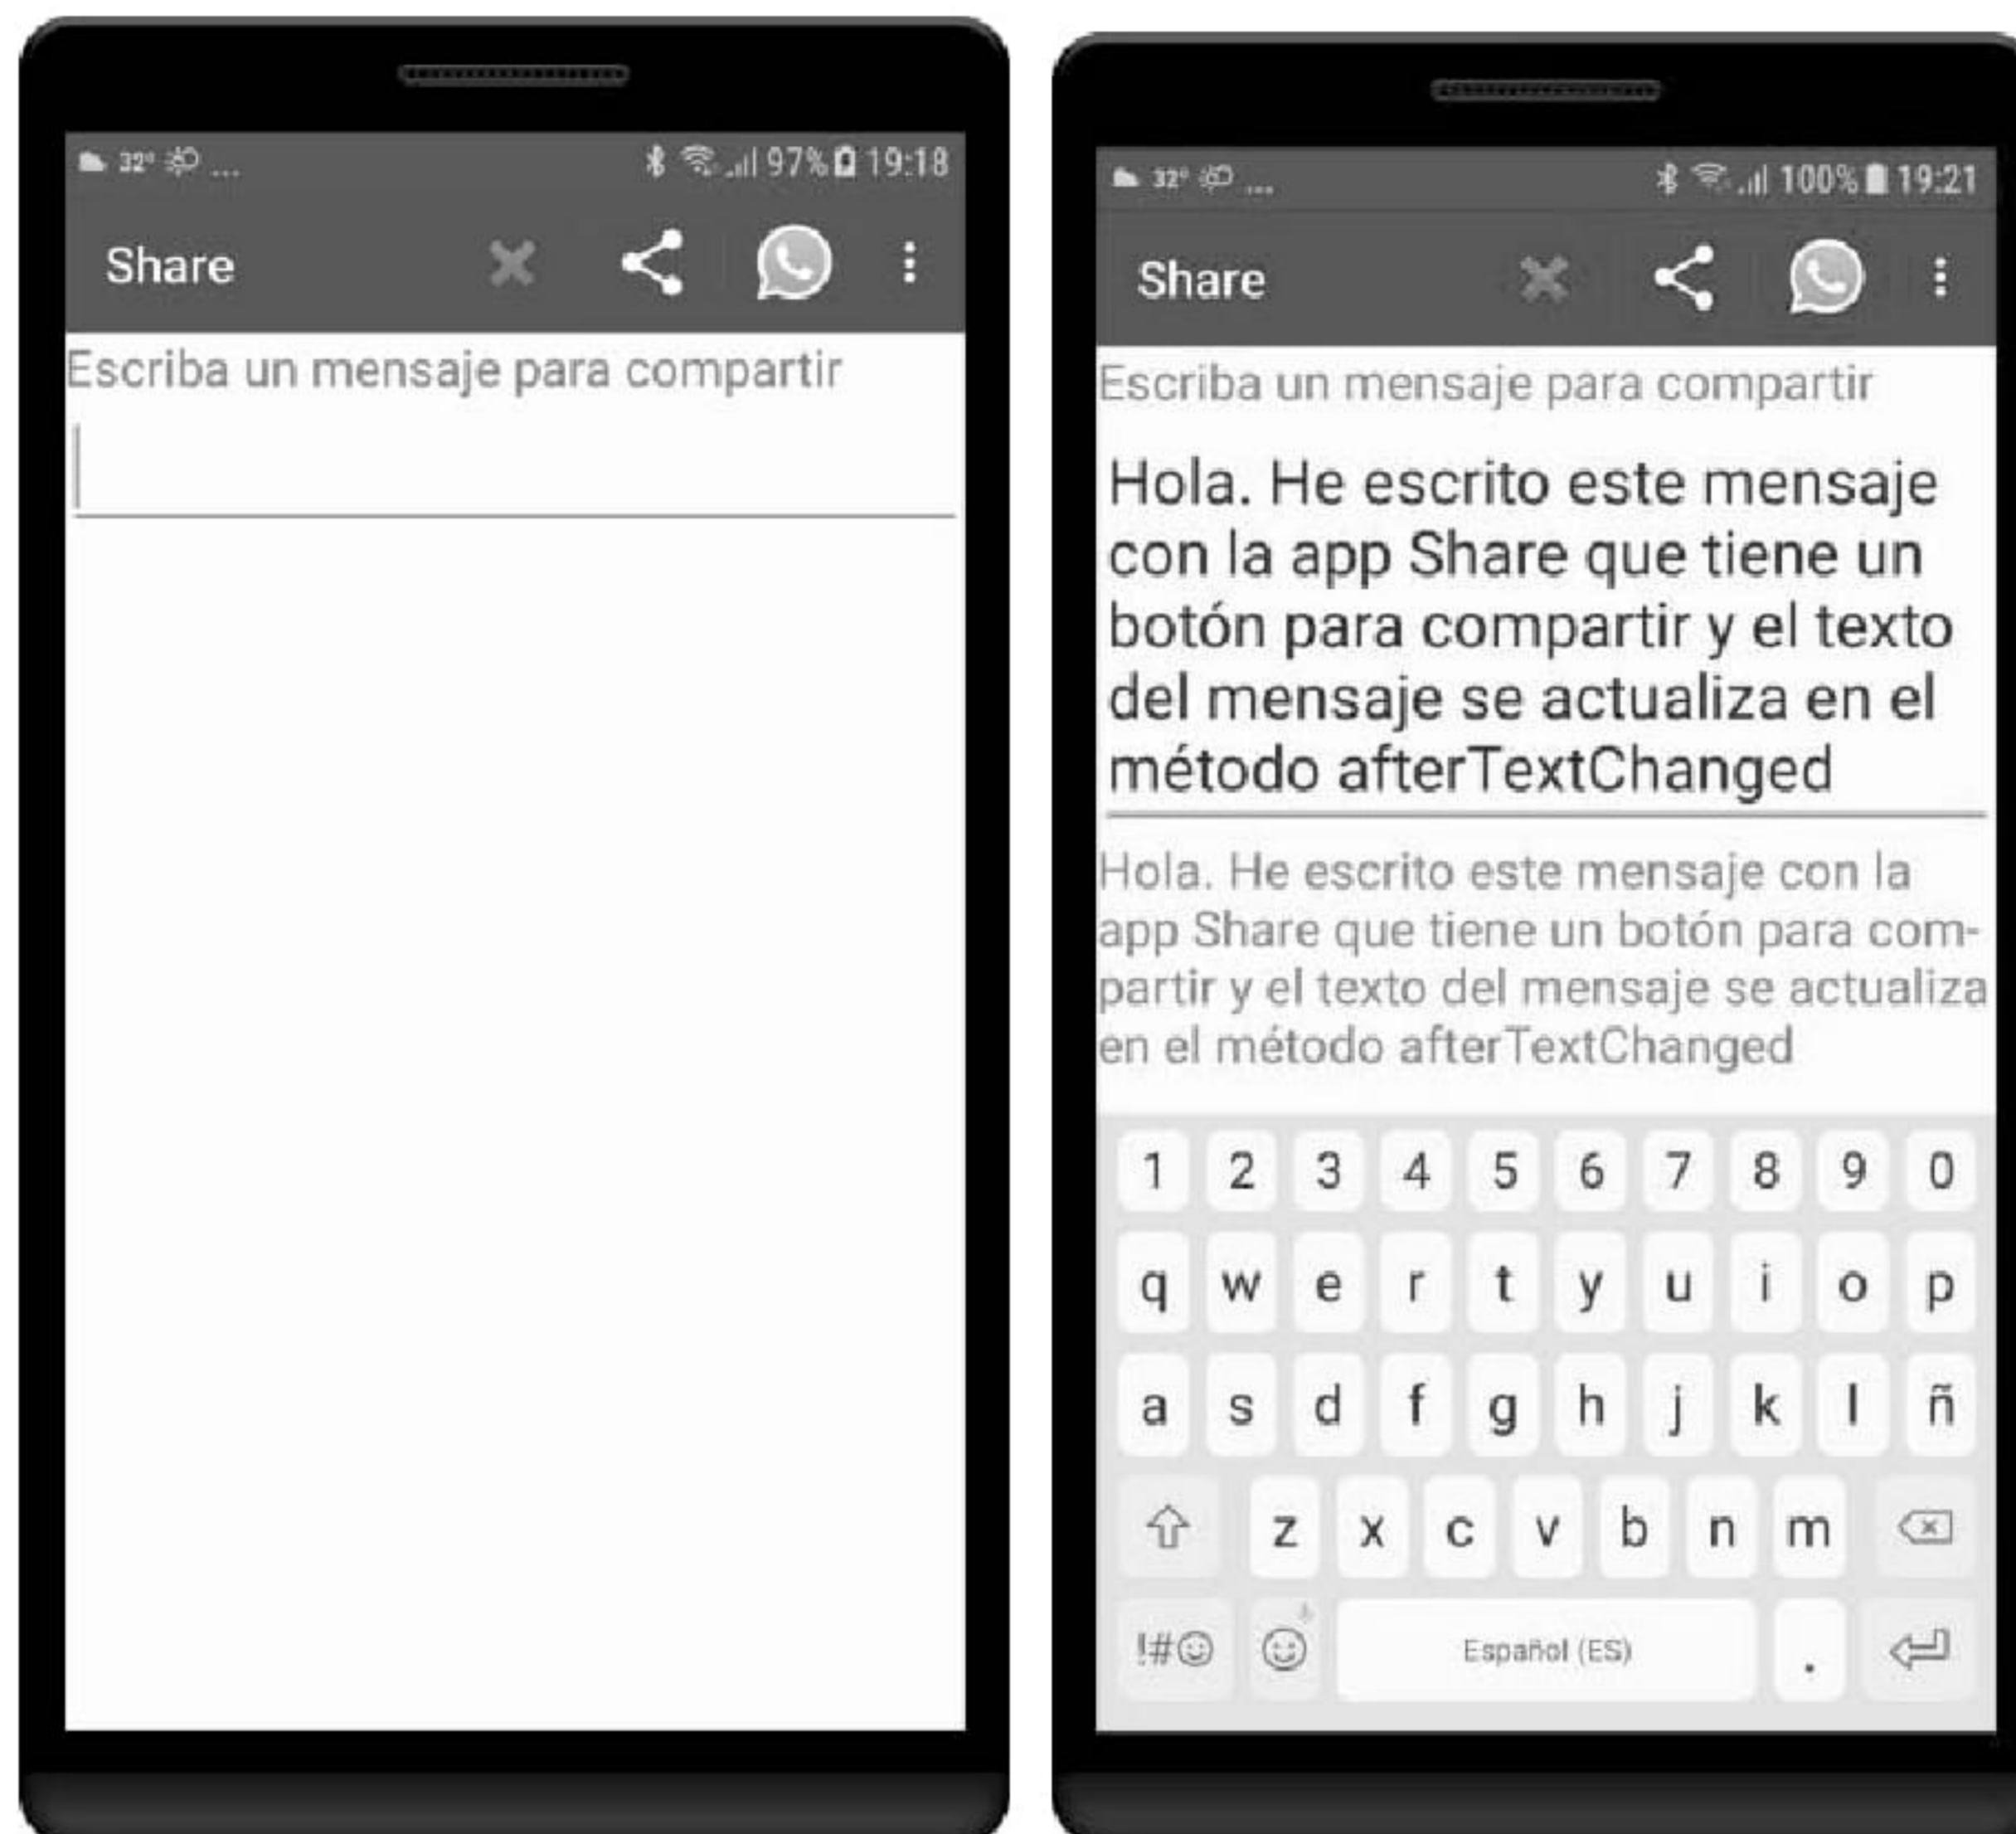 32° ...
97% 19:18
Share
Escriba un mensaje para compartir
32° ...
100% 19:21
Share
Escriba un mensaje para compartir
Hola. He escrito este mensaje
con la app Share que tiene un
botón para compartir y el texto
del mensaje se actualiza en el
método afterTextChanged
Hola. He escrito este mensaje con la
app Share que tiene un botón para com-
partir y el texto del mensaje se actualiza
en el método afterTextChanged
1 2 3 4 5 6 7 8 9 0
q w e r t y u i o p
a s d f g h j k l ñ
z x c v b n m
!#☺ Español (ES) .